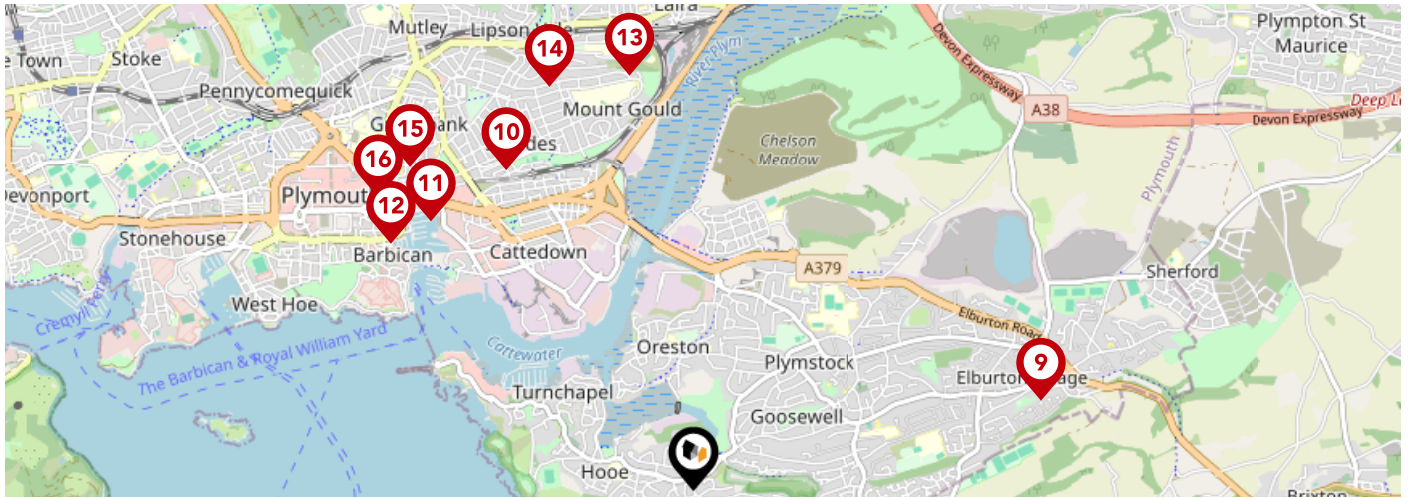 Laira
Mutley
Lipson
Plympton St
Maurice
e Town
Stoke
14
13
River Plym
Devon Expressway
Pennycomequick
Mount Gould
A38
Deep L
Devon Expressway
15
10
16
Chelson
Meadow
Plymouth
11
Devonport
12
Stonehouse
Barbican
Cattedown
A379
Sherford
West Hoe
Cremyll Ferry
Elburton Road
The Barbican & Royal William Yard
Cattewater
Oreston
Plymstock
9
Turnchapel
Goosewell
Hooe
Brixton